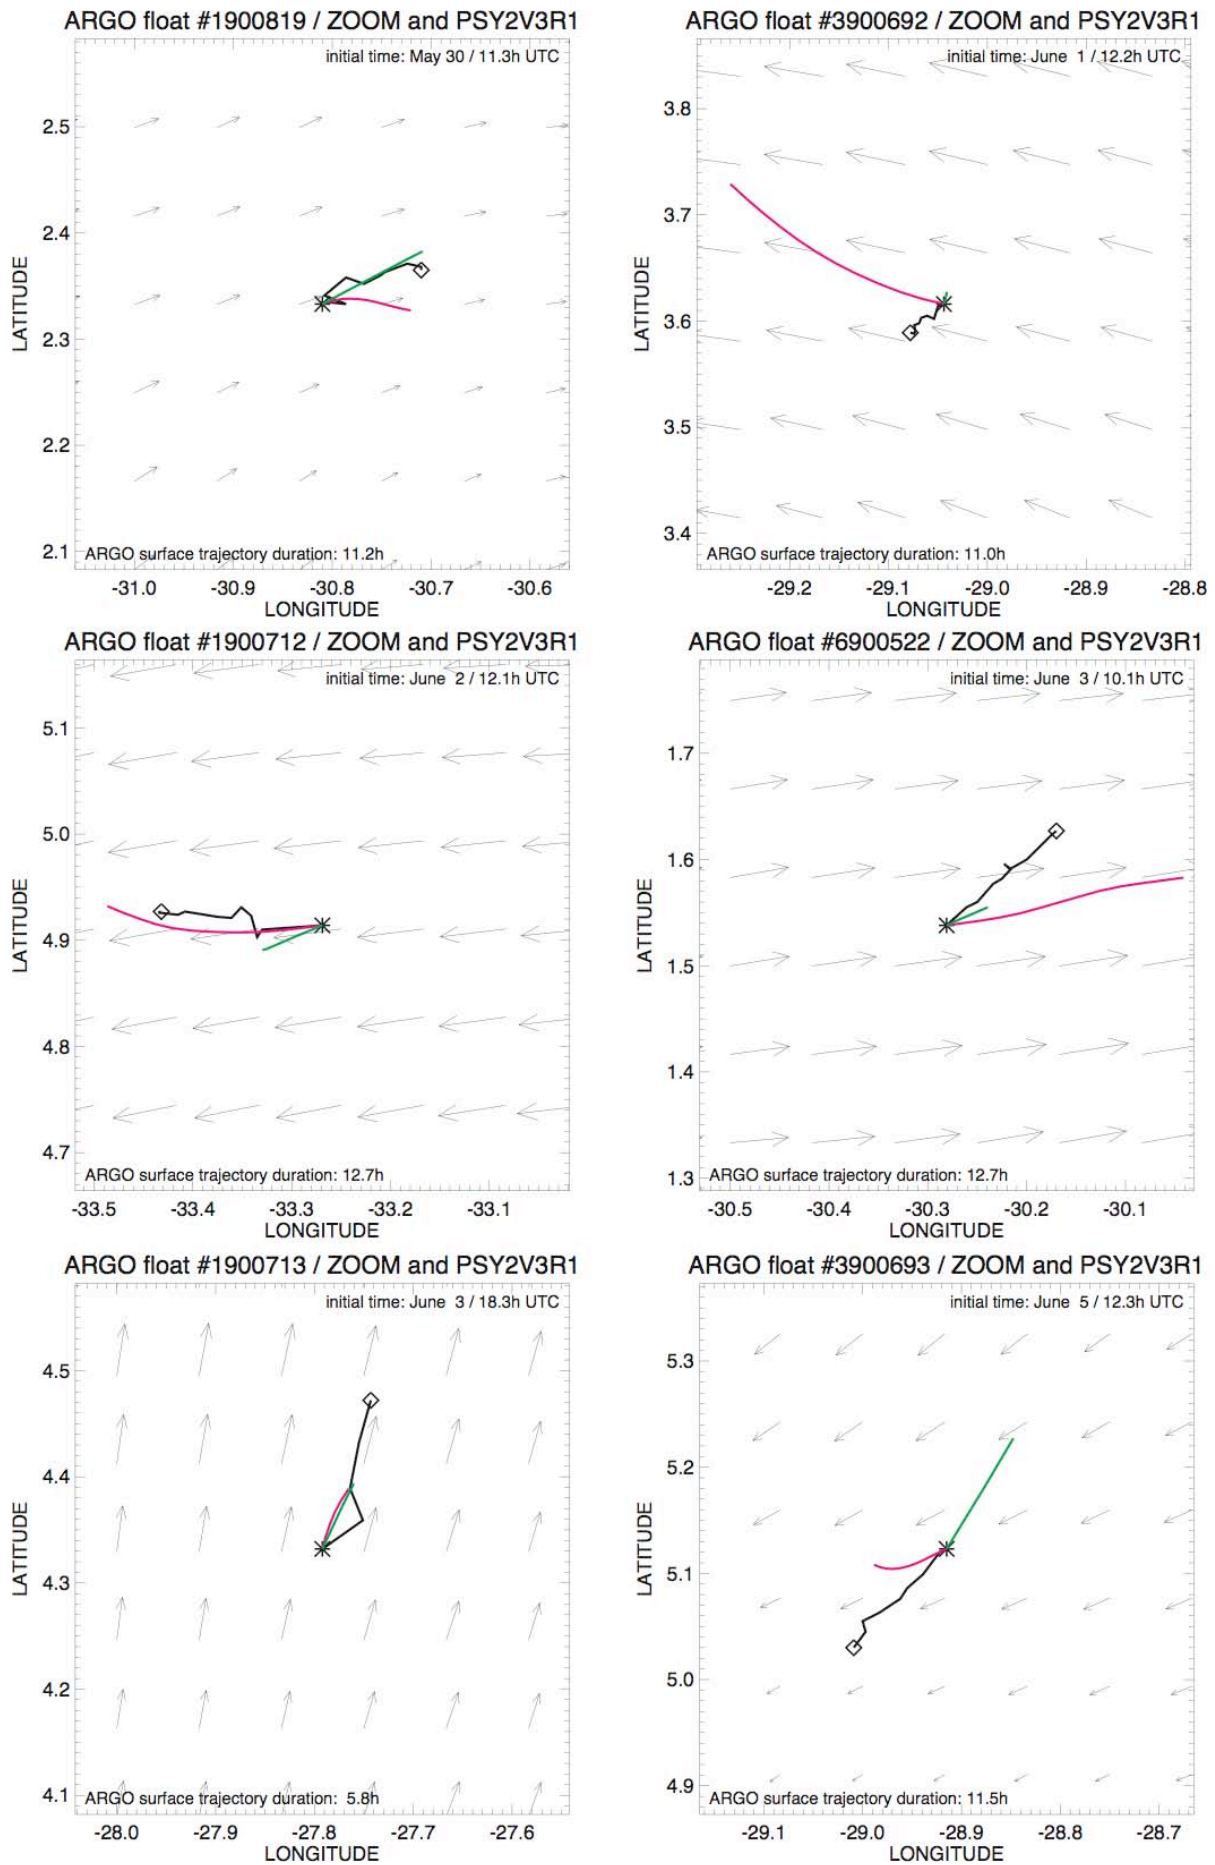 ARGO float #1900819 / ZOOM and PSY2V3R1
initial time: May 30 / 11.3h UTC
2.5
2.4
2.3
2.2
2.1
LATITUDE
ARGO surface trajectory duration: 11.2h
-31.0 -30.9 -30.8 -30.7 -30.6
LONGITUDE
ARGO float #3900692 / ZOOM and PSY2V3R1
initial time: June 1 / 12.2h UTC
3.8
3.7
3.6
3.5
3.4
LATITUDE
ARGO surface trajectory duration: 11.0h
-29.2 -29.1 -29.0 -28.9 -28.8
LONGITUDE
ARGO float #1900712 / ZOOM and PSY2V3R1
initial time: June 2 / 12.1h UTC
5.1
5.0
4.9
4.8
4.7
LATITUDE
ARGO surface trajectory duration: 12.7h
-33.5 -33.4 -33.3 -33.2 -33.1
LONGITUDE
ARGO float #6900522 / ZOOM and PSY2V3R1
initial time: June 3 / 10.1h UTC
1.7
1.6
1.5
1.4
1.3
LATITUDE
ARGO surface trajectory duration: 12.7h
-30.5 -30.4 -30.3 -30.2 -30.1
LONGITUDE
ARGO float #1900713 / ZOOM and PSY2V3R1
initial time: June 3 / 18.3h UTC
4.5
4.4
4.3
4.2
4.1
LATITUDE
ARGO surface trajectory duration: 5.8h
-28.0 -27.9 -27.8 -27.7 -27.6
LONGITUDE
ARGO float #3900693 / ZOOM and PSY2V3R1
initial time: June 5 / 12.3h UTC
5.3
5.2
5.1
5.0
4.9
LATITUDE
ARGO surface trajectory duration: 11.5h
-29.1 -29.0 -28.9 -28.8 -28.7
LONGITUDE